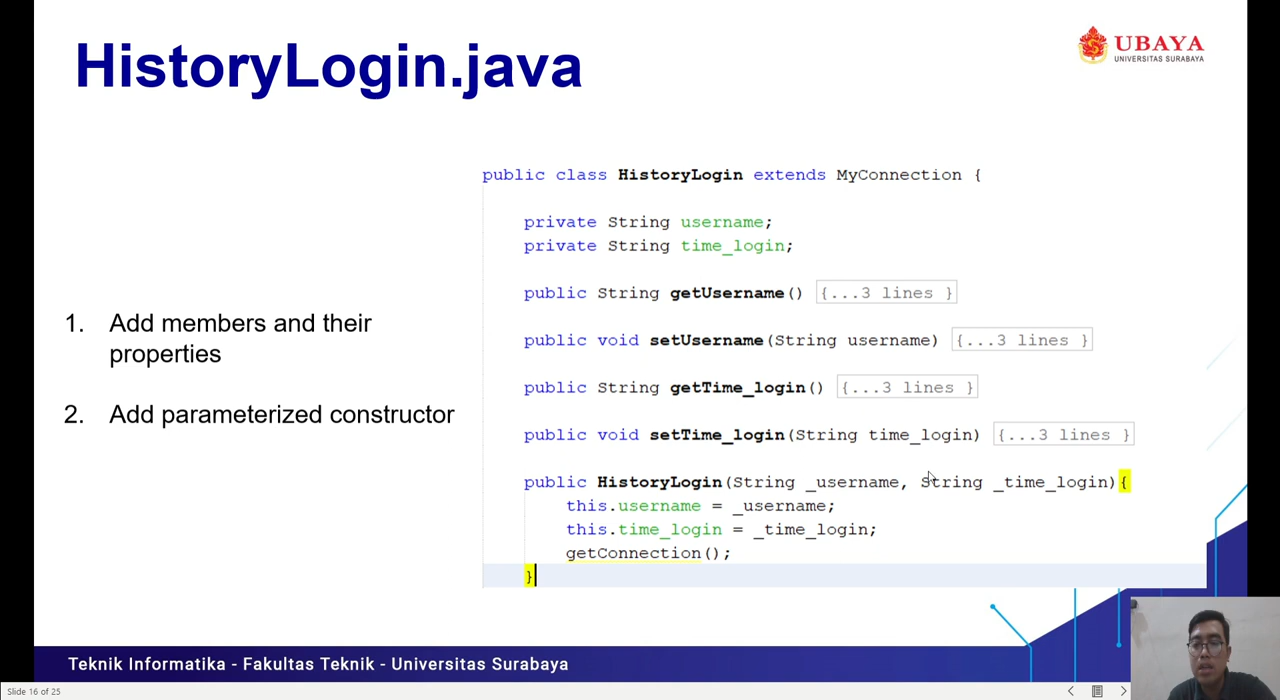 HistoryLogin.java
UBAYA
UNIVERSITAS SURABAYA
1. Add members and their
properties
2. Add parameterized constructor
public class HistoryLogin extends MyConnection {
private String username;
private String time_login;
public String getUsername() {...3 lines }
public void setUsername(String username) {...3 lines }
public String getTime_login() {...3 lines }
public void setTime_login(String time_login) {...3 lines }
public HistoryLogin(String _username, String _time_login){
this.username = _username;
this.time_login = _time_login;
getConnection();
}
Teknik Informatika - Fakultas Teknik - Universitas Surabaya
Slide 16 of 25